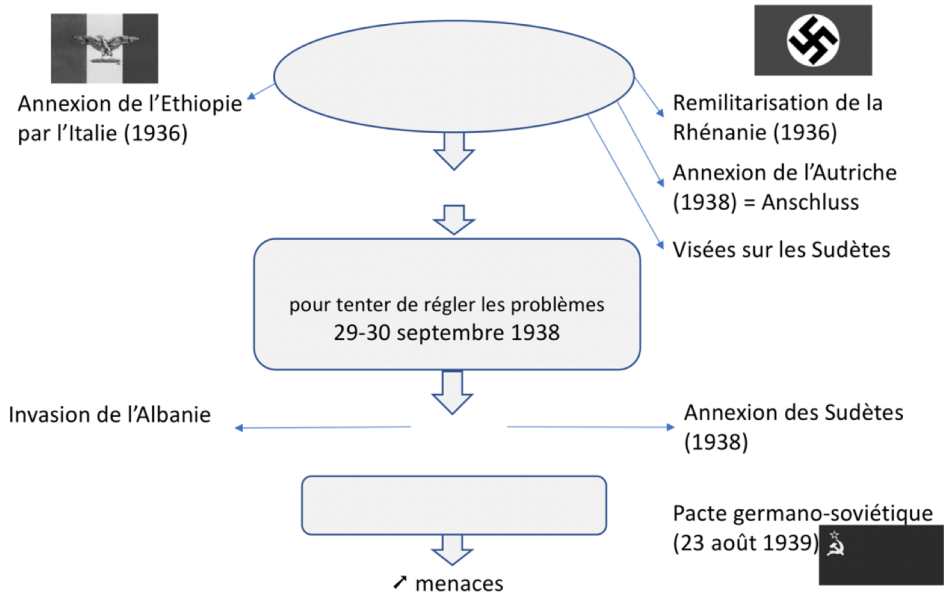 Annexion de l'Ethiopie
par l'Italie (1936)
Remilitarisation de la
Rhénanie (1936)
Annexion de l'Autriche
(1938) = Anschluss
Visées sur les Sudètes
pour tenter de régler les problèmes
29-30 septembre 1938
Invasion de l'Albanie
Annexion des Sudètes
(1938)
Pacte germano-soviétique
(23 août 1939)
➚ menaces